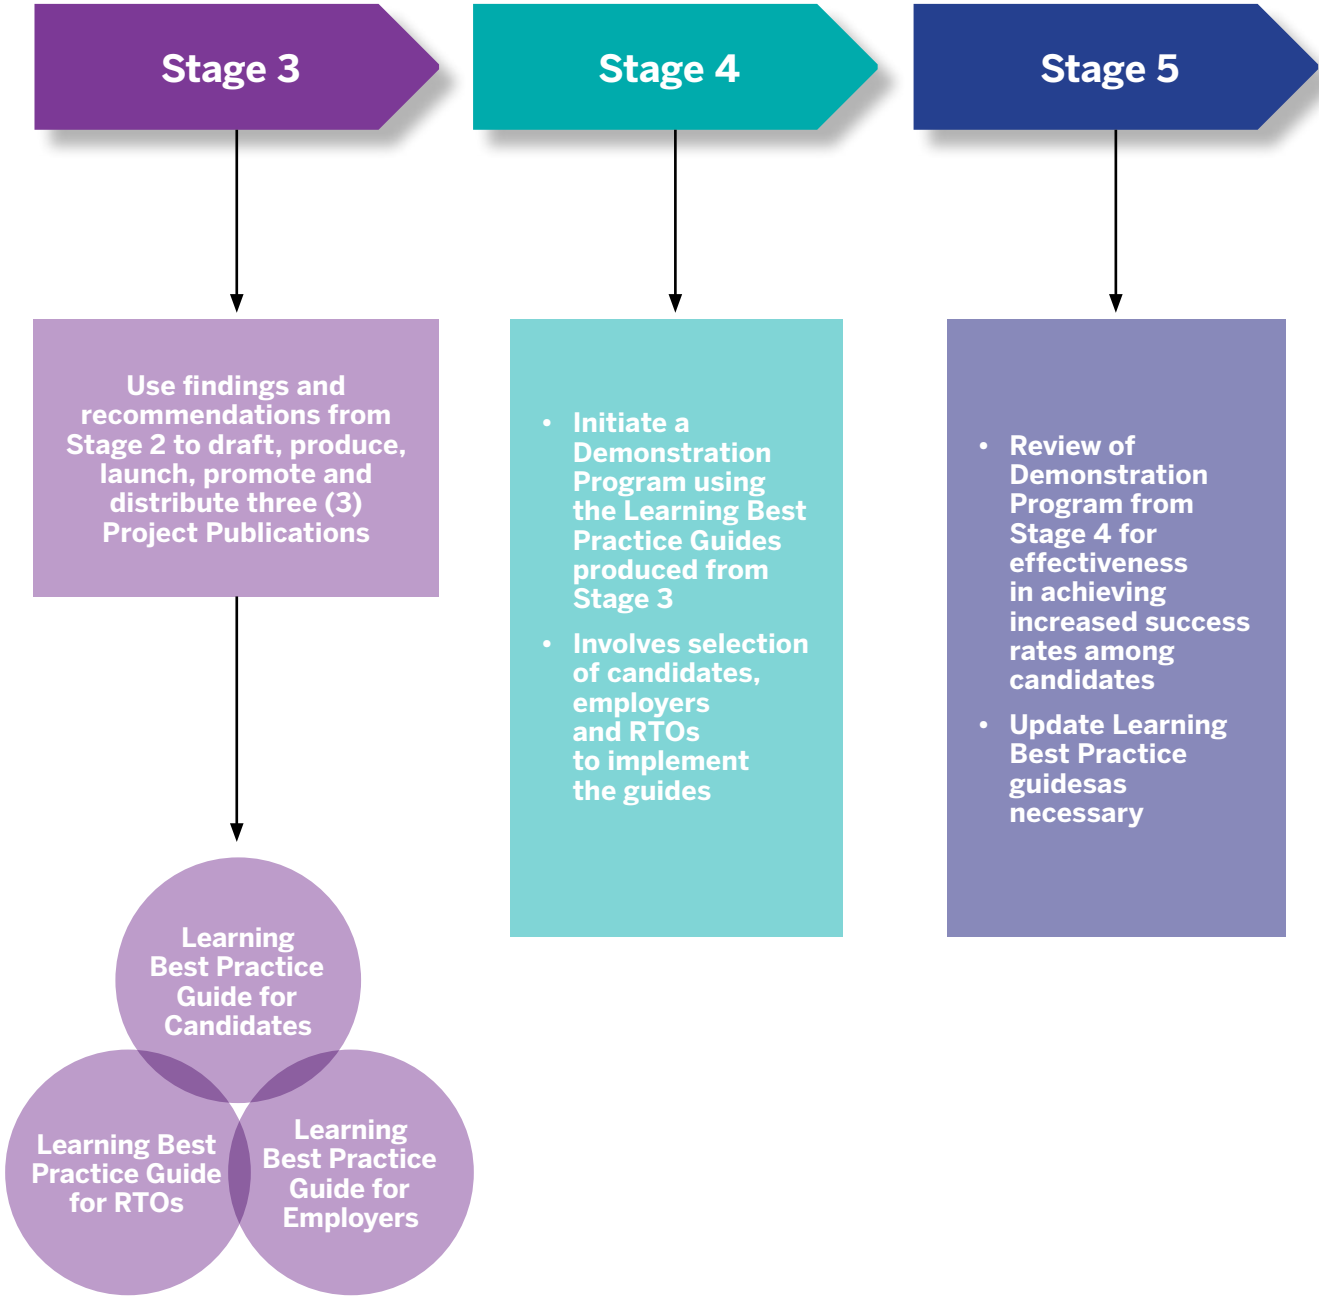 Stage 3
Stage 4
Stage 5
Use findings and
recommendations from
Stage 2 to draft, produce,
launch, promote and
distribute three (3)
Project Publications
• Initiate a
Demonstration
Program using
the Learning Best
Practice Guides
produced from
Stage 3
• Involves selection
of candidates,
employers
and RTOs
to implement
the guides
• Review of
Demonstration
Program from
Stage 4 for
effectiveness
in achieving
increased success
rates among
candidates
• Update Learning
Best Practice
guidesas
necessary
Learning
Best Practice
Guide for
Candidates
Learning Best
Practice Guide
for RTOs
Learning
Best Practice
Guide for
Employers